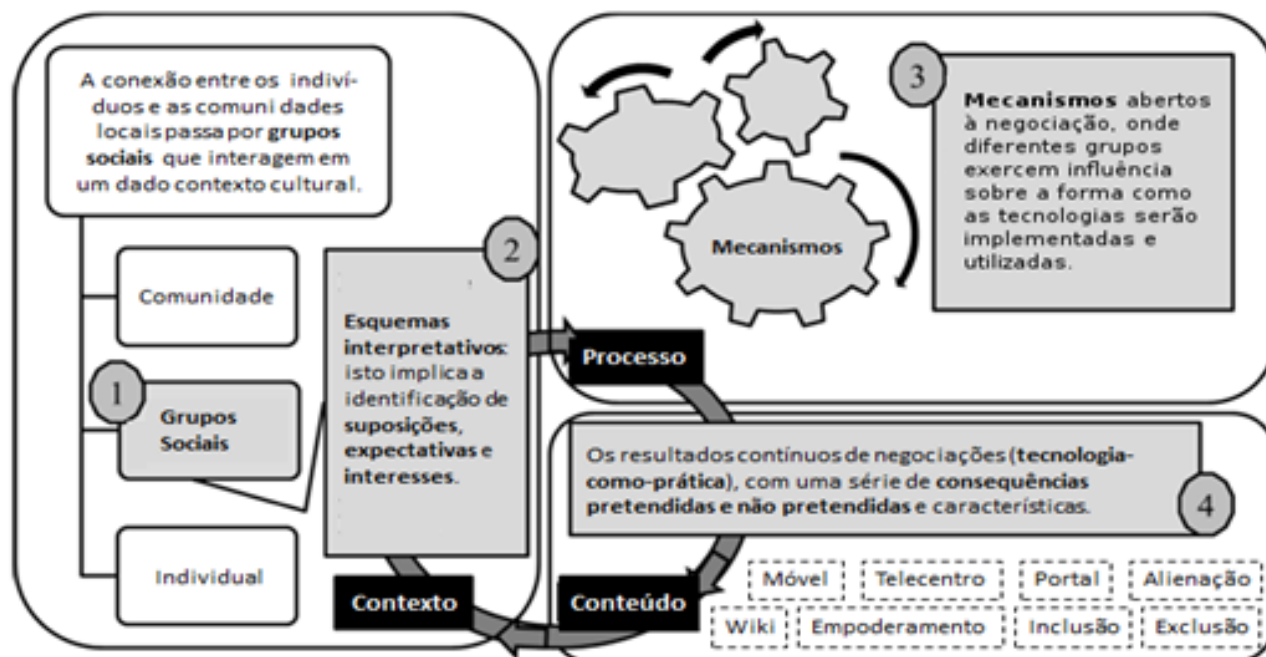 A conexão entre os indiví-
duos e as comuni dades
locais passa por grupos
sociais que interagem em
um dado contexto cultural.
Comunidade
1
Grupos
Sociais
Individual
2
Esquemas
interpretativos:
isto implica a
identificação de
suposições,
expectativas e
interesses.
Contexto
Mecanismos
3
Mecanismos abertos
à negociação, onde
diferentes grupos
exercem influência
sobre a forma como
as tecnologias serão
implementadas e
utilizadas.
Processo
Os resultados contínuos de negociações (tecnologia-
como-prática), com uma série de consequências
pretendidas e não pretendidas e características.
4
Conteúdo
Móvel Telecentro Portal Alienação
Wiki Empoderamento Inclusão Exclusão